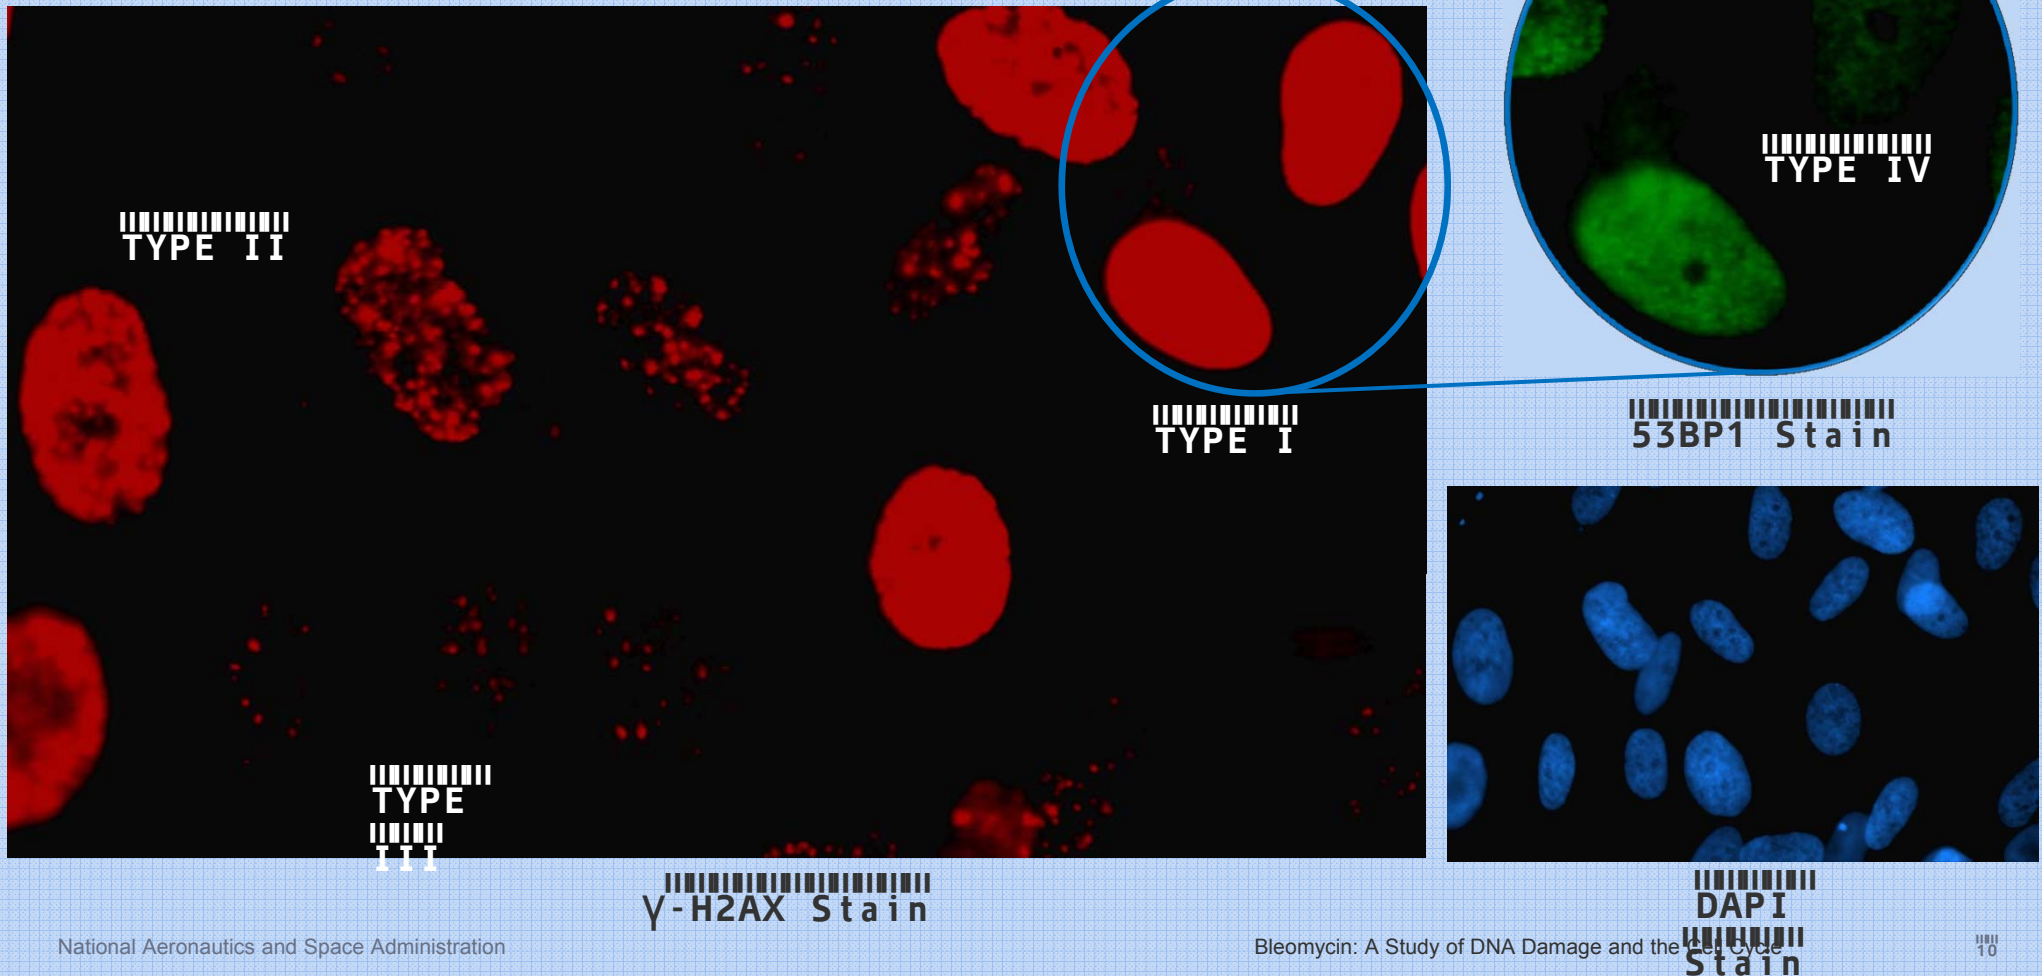 TYPE IV
TYPE II
TYPE I
53BP1 Stain
TYPE
III
γ-H2AX Stain
DAPI
Stain
National Aeronautics and Space Administration
Bleomycin: A Study of DNA Damage and the Cell Cycle
10